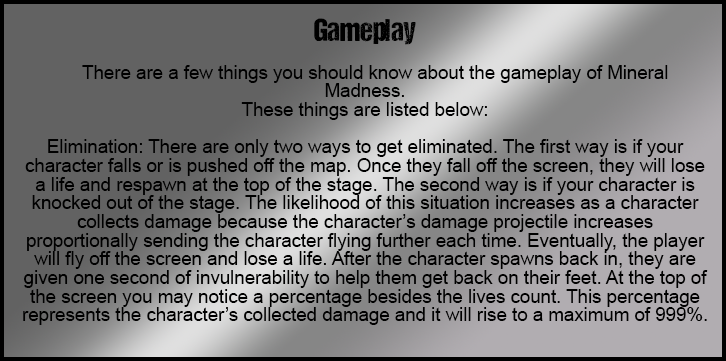 Gameplay
There are a few things you should know about the gameplay of Mineral
Madness.
These things are listed below:
Elimination: There are only two ways to get eliminated. The first way is if your
character falls or is pushed off the map. Once they fall off the screen, they will lose
a life and respawn at the top of the stage. The second way is if your character is
knocked out of the stage. The likelihood of this situation increases as a character
collects damage because the character’s damage projectile increases
proportionally sending the character flying further each time. Eventually, the player
will fly off the screen and lose a life. After the character spawns back in, they are
given one second of invulnerability to help them get back on their feet. At the top of
the screen you may notice a percentage besides the lives count. This percentage
represents the character’s collected damage and it will rise to a maximum of 999%.